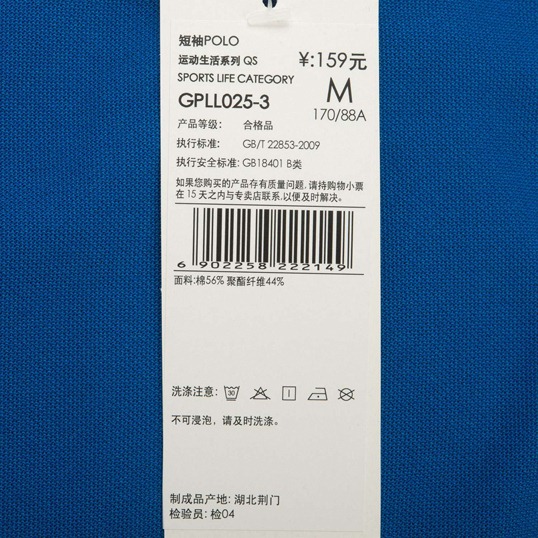 短袖POLO
运动生活系列 QS
¥:159元
SPORTS LIFE CATEGORY
M
GPLL025-3
170/88A
产品等级: 合格品
执行标准: GB/T 22853-2009
执行安全标准: GB18401 B类
如果您购买的产品存有质量问题,请持购物小票
在 15 天之内与专卖店联系,以便及时解决。
6 902258 222149
面料:棉56% 聚酯纤维44%
洗涤注意: 30
不可浸泡，请及时洗涤。
制成品产地: 湖北荆门
检验员: 检04